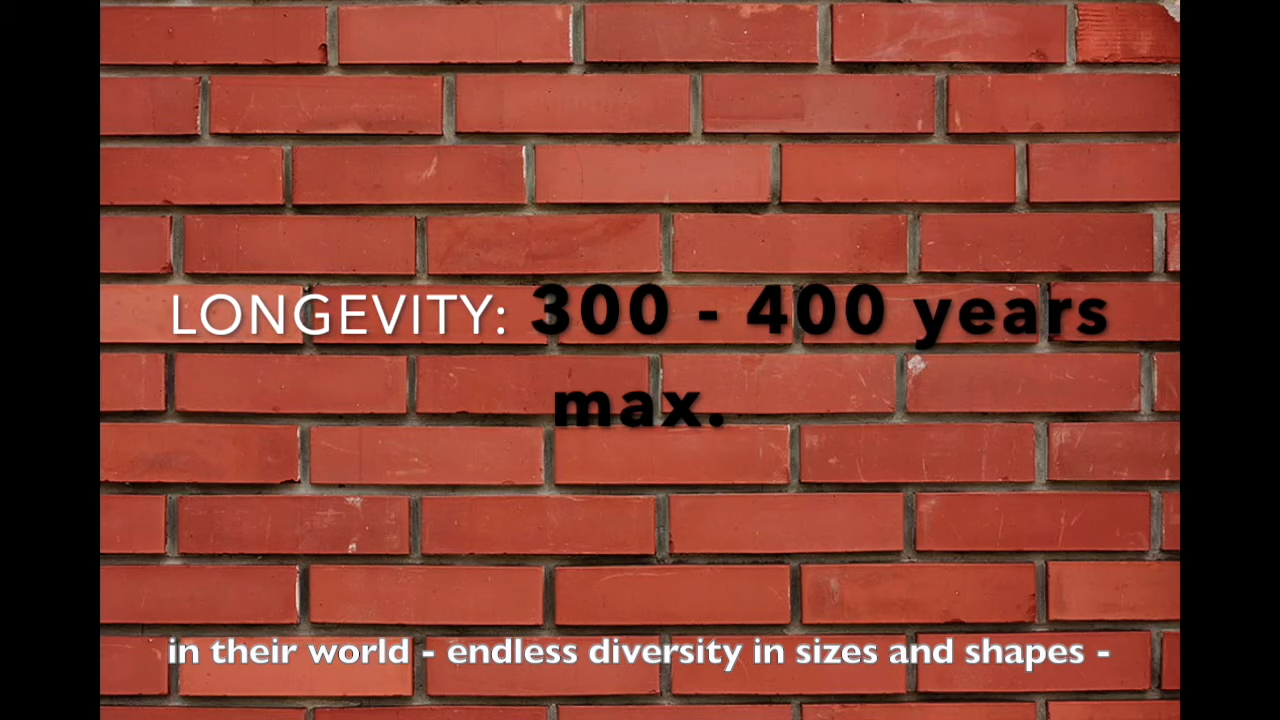 LONGEVITY: 300 - 400 years
max.
in their world - endless diversity in sizes and shapes -